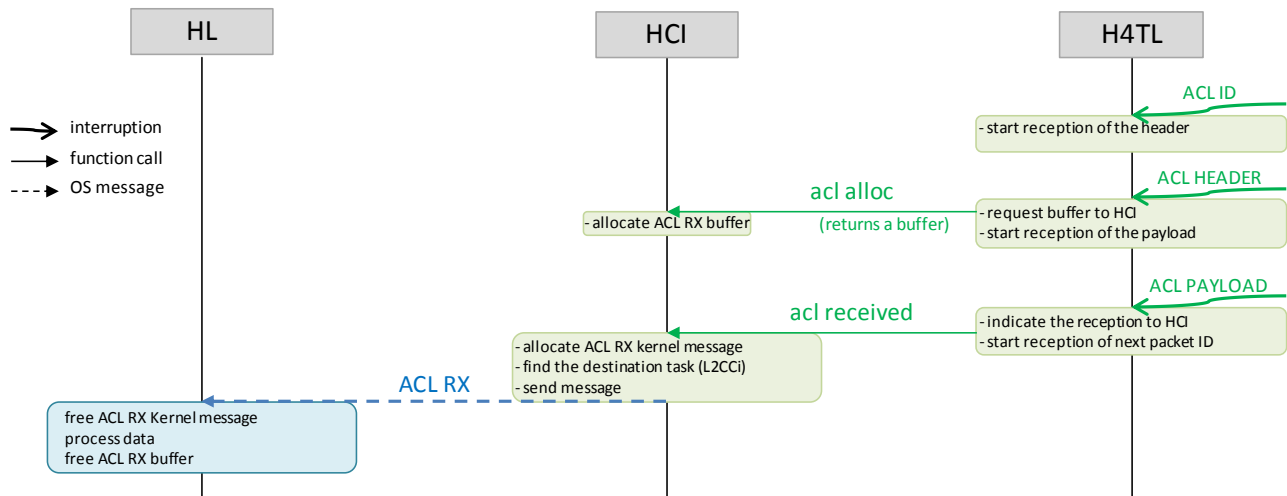 HL
HCI
H4TL
interruption
function call
OS message
ACL ID
- start reception of the header
ACL HEADER
- request buffer to HCI
- start reception of the payload
acl alloc
(returns a buffer)
- allocate ACL RX buffer
ACL PAYLOAD
- indicate the reception to HCI
- start reception of next packet ID
acl received
- allocate ACL RX kernel message
- find the destination task (L2CCi)
- send message
ACL RX
free ACL RX Kernel message
process data
free ACL RX buffer